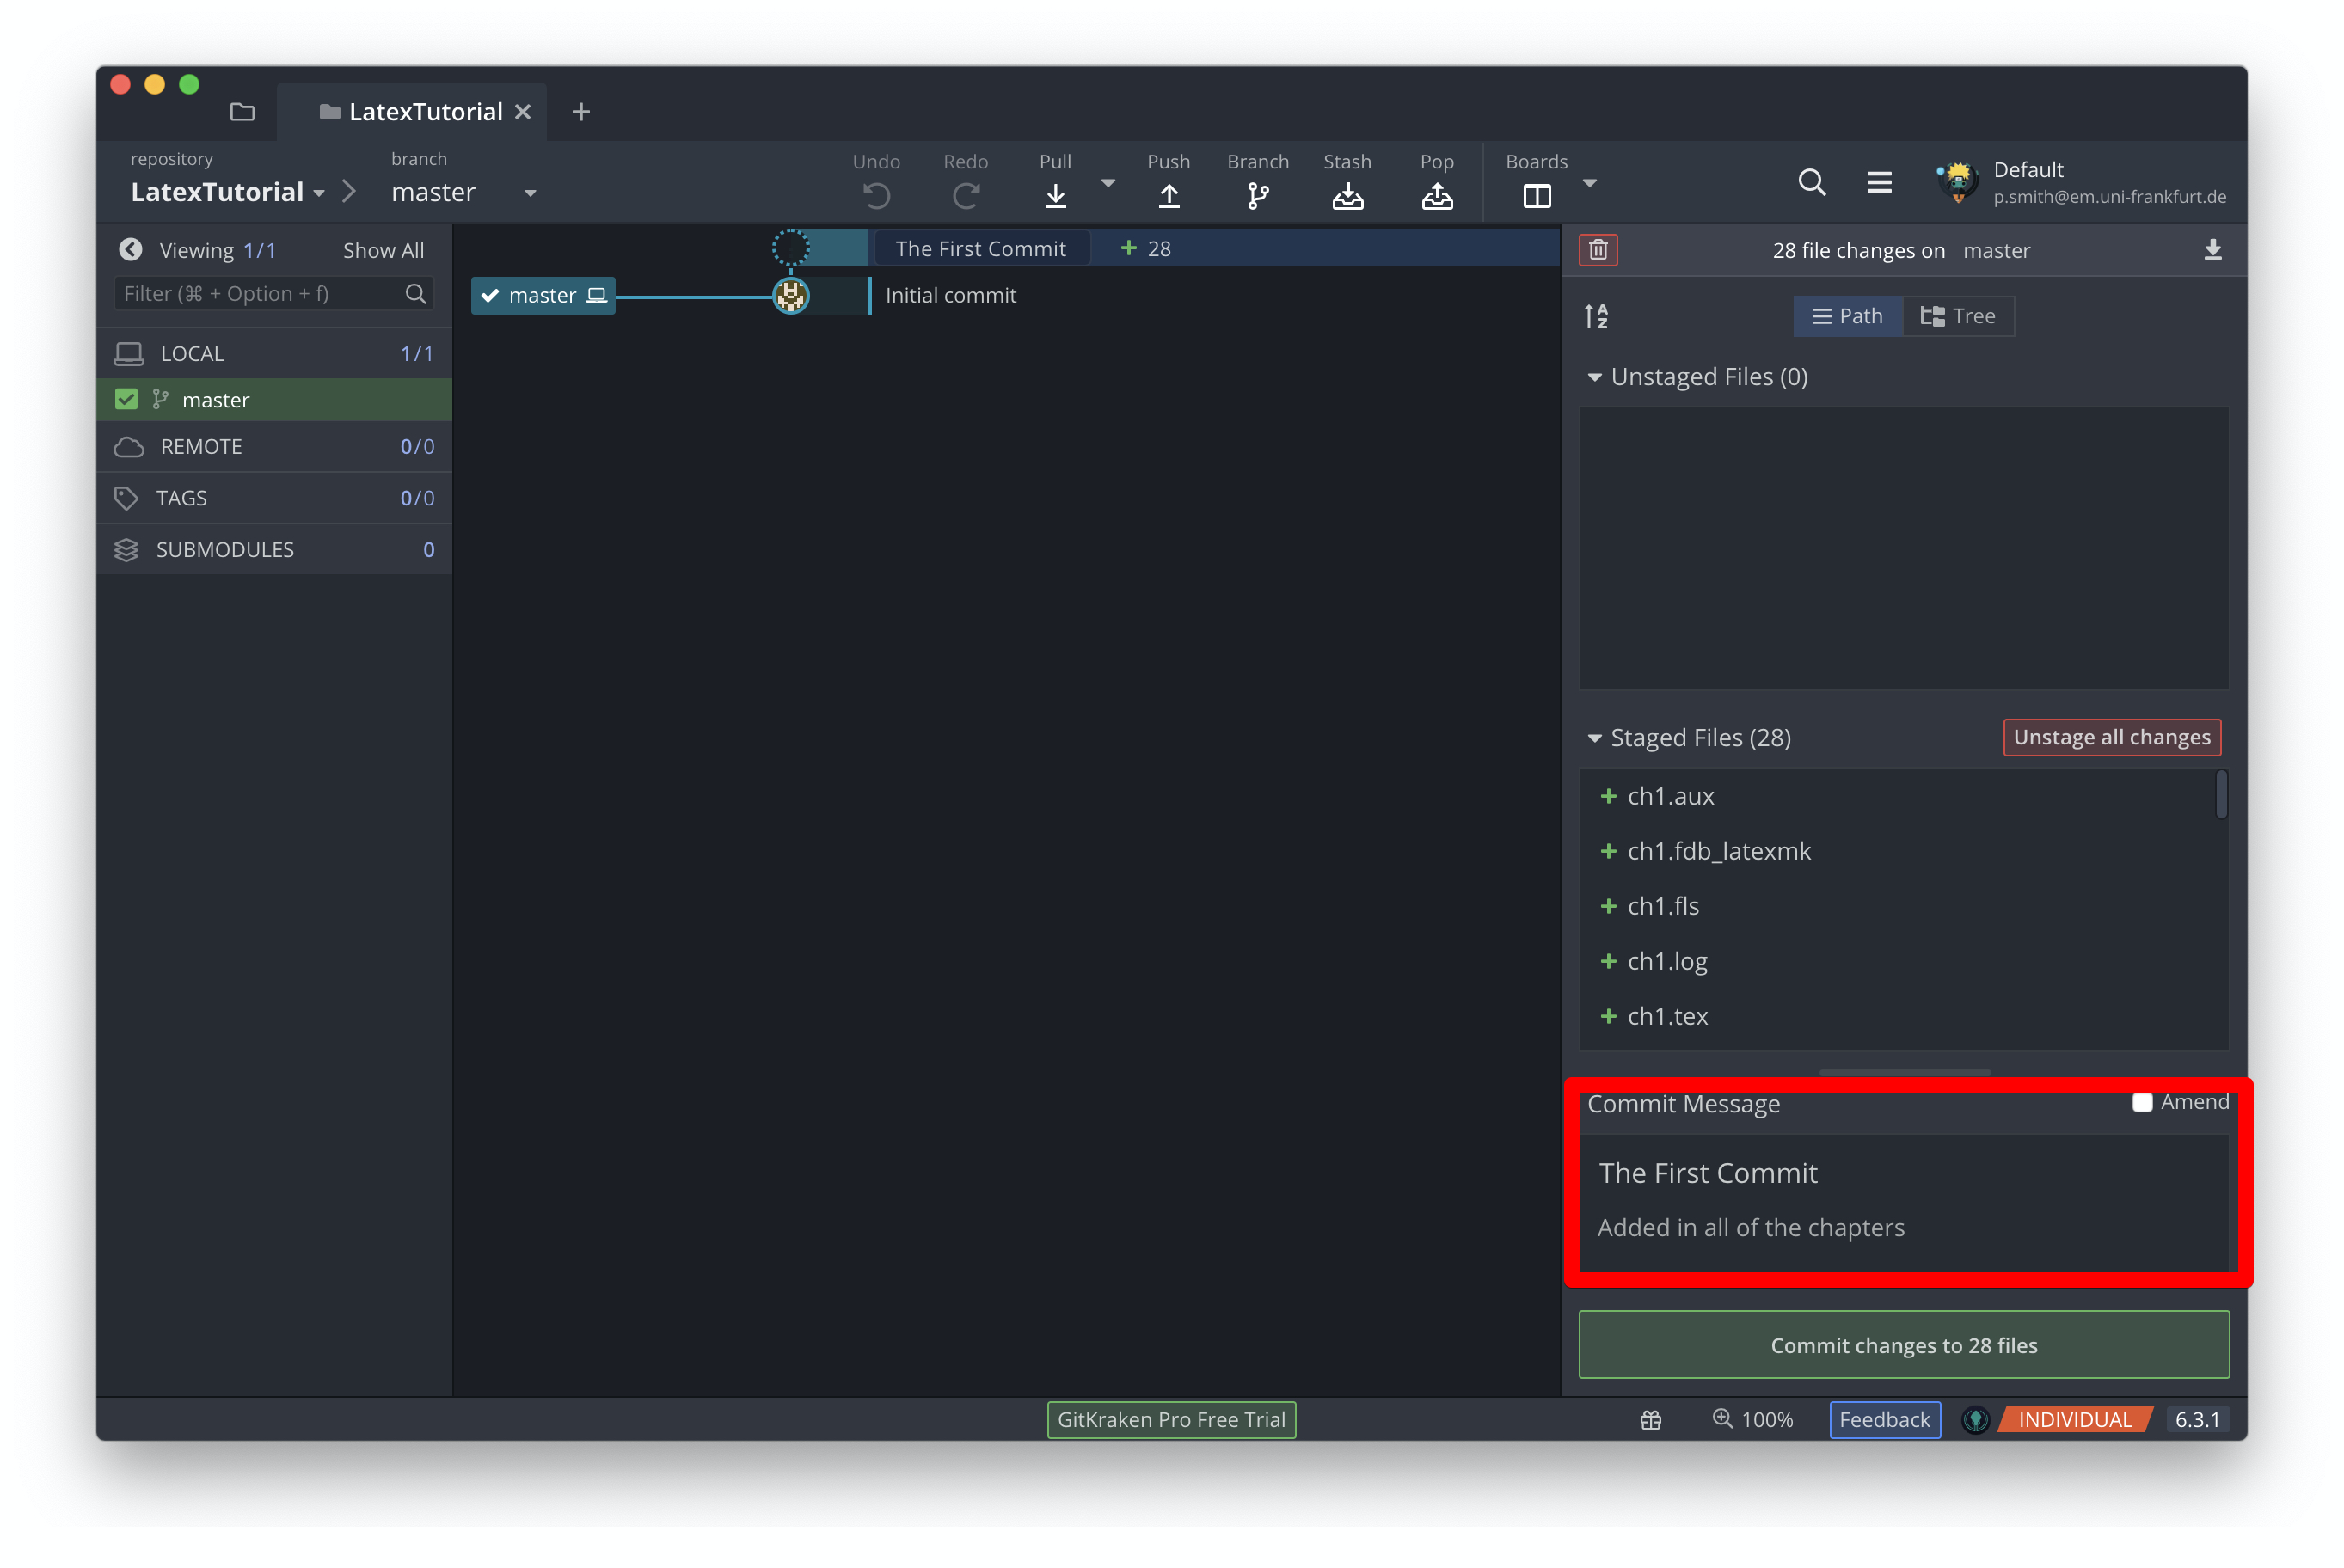 LatexTutorial
repository
LatexTutorial
branch
master
Undo
Redo
Pull
Push
Branch
Stash
Pop
Boards
Default
p.smith@em.uni-frankfurt.de
Viewing 1/1 Show All
Filter (⌘ + Option + f)
LOCAL 1/1
master
REMOTE 0/0
TAGS 0/0
SUBMODULES 0
The First Commit + 28
master Initial commit
28 file changes on master
Path Tree
Unstaged Files (0)
Staged Files (28) Unstage all changes
+ ch1.aux
+ ch1.fdb_latexmk
+ ch1.fls
+ ch1.log
+ ch1.tex
Commit Message Amend
The First Commit
Added in all of the chapters
Commit changes to 28 files
GitKraken Pro Free Trial 100% Feedback INDIVIDUAL 6.3.1